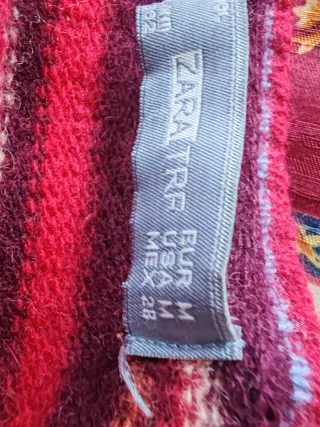 ZARA TRF
EUR M
USA M
MEX 28